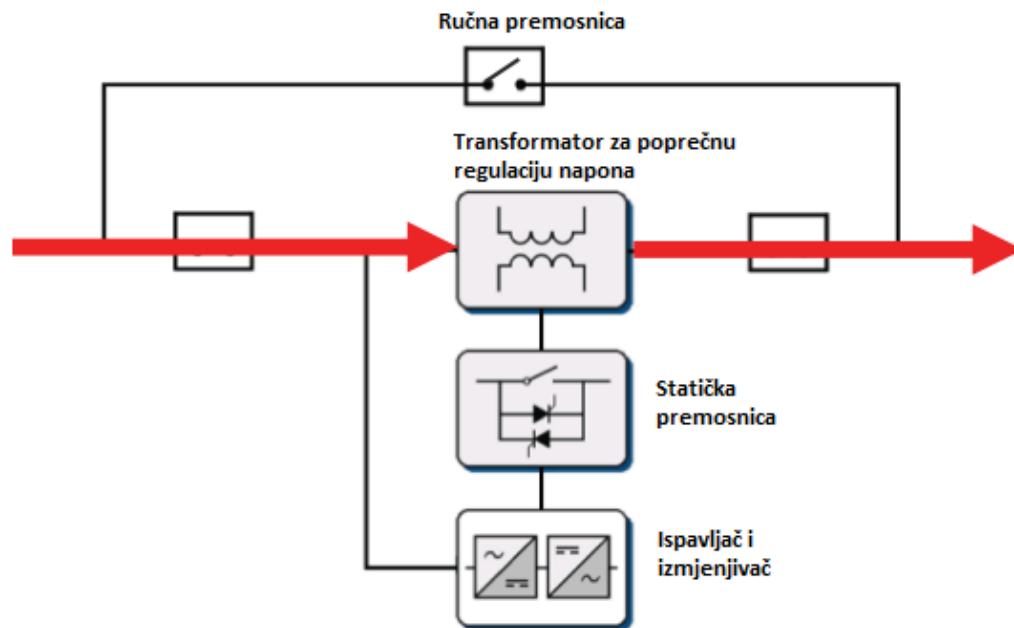 Ručna premosnica
Transformator za poprečnu
regulaciju napona
Statička
premosnica
Ispavljač i
izmjenjivač